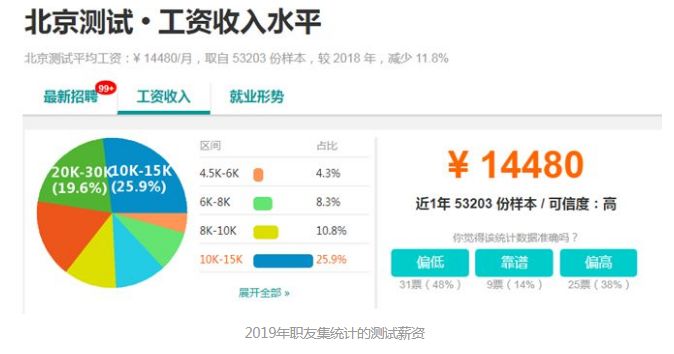 北京测试 • 工资收入水平
北京测试平均工资：¥ 14480/月，取自 53203 份样本，较 2018 年，减少 11.8%
最新招聘 99+ 工资收入 就业形势
20K-30K
(19.6%)
10K-15K
(25.9%)
区间 占比
4.5K-6K 4.3%
6K-8K 8.3%
8K-10K 10.8%
10K-15K 25.9%
展开全部 »
¥ 14480
近1年 53203 份样本 / 可信度：高
你觉得该统计数据准确吗？
偏低 靠谱 偏高
31票（48%） 9票（14%） 25票（38%）
2019年职友集统计的测试薪资